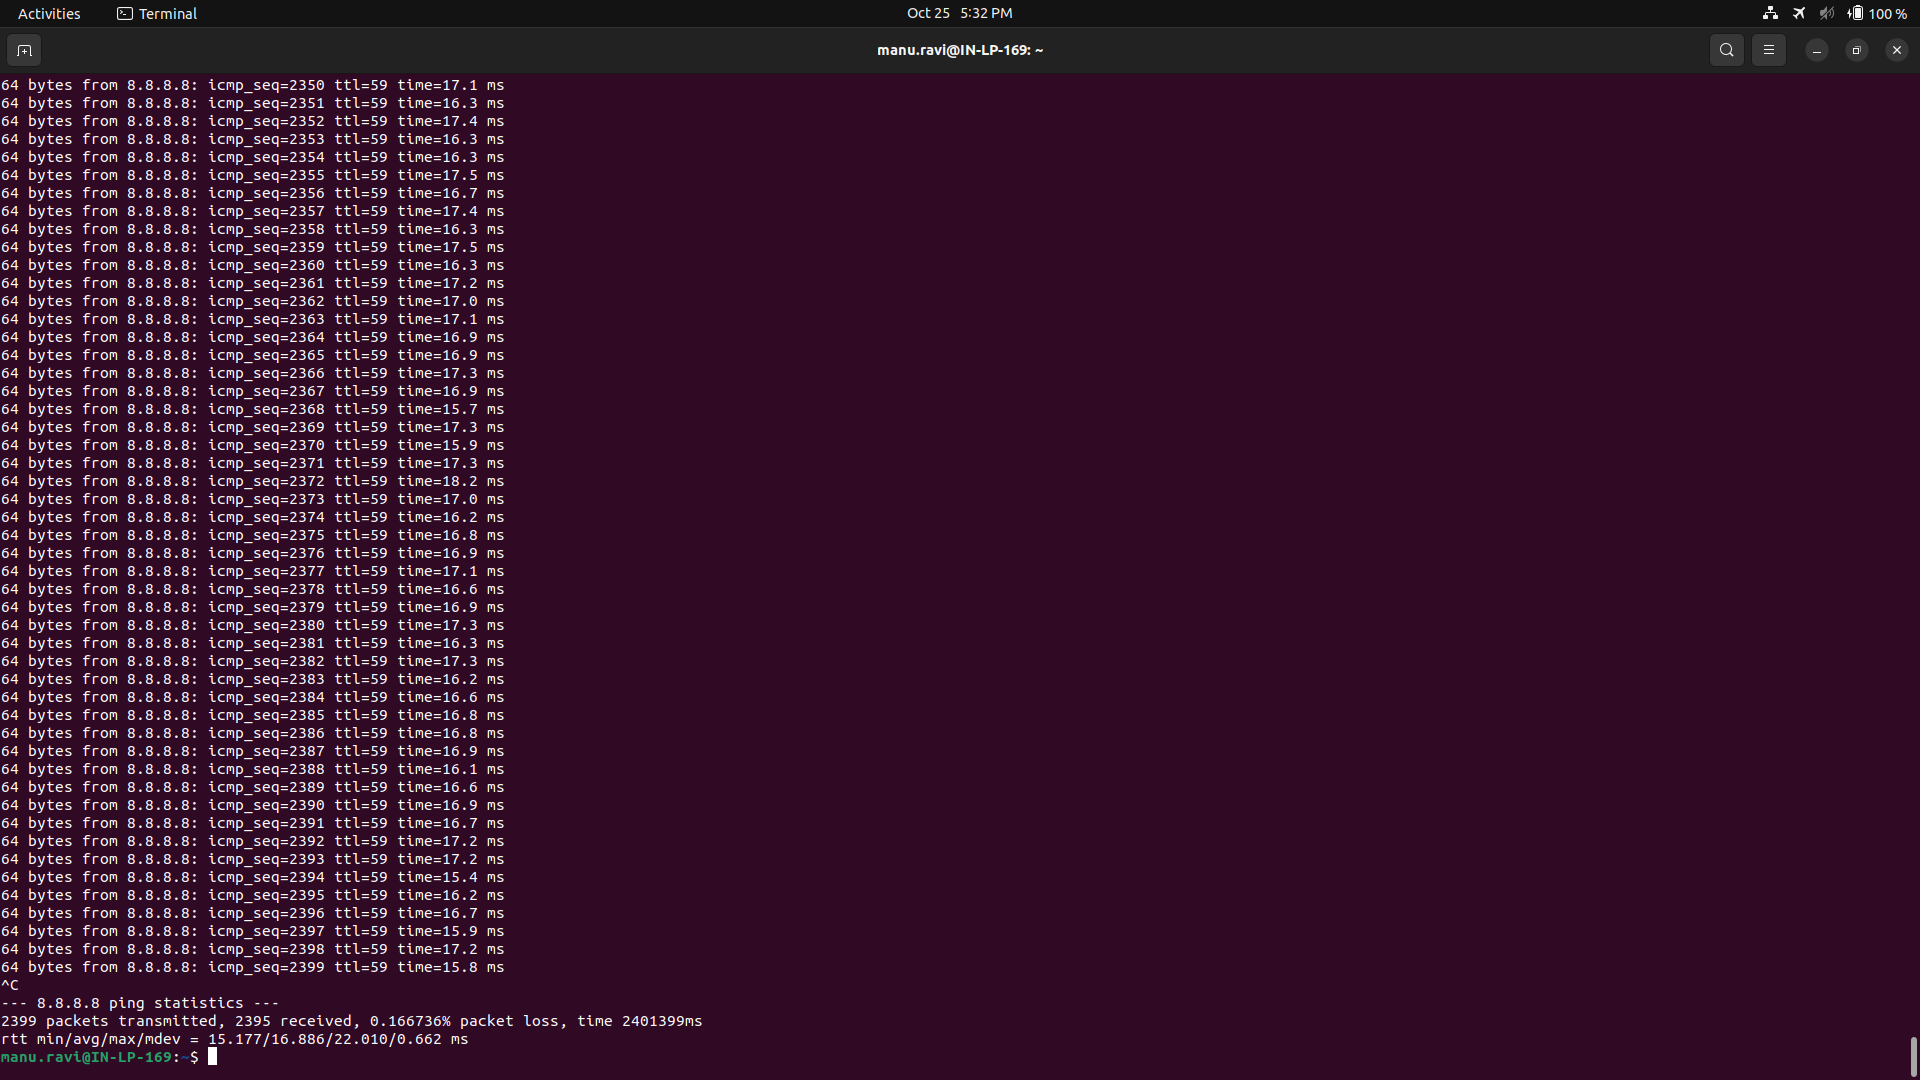 Activities Terminal Oct 25 5:32 PM 100 %
manu.ravi@IN-LP-169: ~
64 bytes from 8.8.8.8: icmp_seq=2350 ttl=59 time=17.1 ms
64 bytes from 8.8.8.8: icmp_seq=2351 ttl=59 time=16.3 ms
64 bytes from 8.8.8.8: icmp_seq=2352 ttl=59 time=17.4 ms
64 bytes from 8.8.8.8: icmp_seq=2353 ttl=59 time=16.3 ms
64 bytes from 8.8.8.8: icmp_seq=2354 ttl=59 time=16.3 ms
64 bytes from 8.8.8.8: icmp_seq=2355 ttl=59 time=17.5 ms
64 bytes from 8.8.8.8: icmp_seq=2356 ttl=59 time=16.7 ms
64 bytes from 8.8.8.8: icmp_seq=2357 ttl=59 time=17.4 ms
64 bytes from 8.8.8.8: icmp_seq=2358 ttl=59 time=16.3 ms
64 bytes from 8.8.8.8: icmp_seq=2359 ttl=59 time=17.5 ms
64 bytes from 8.8.8.8: icmp_seq=2360 ttl=59 time=16.3 ms
64 bytes from 8.8.8.8: icmp_seq=2361 ttl=59 time=17.2 ms
64 bytes from 8.8.8.8: icmp_seq=2362 ttl=59 time=17.0 ms
64 bytes from 8.8.8.8: icmp_seq=2363 ttl=59 time=17.1 ms
64 bytes from 8.8.8.8: icmp_seq=2364 ttl=59 time=16.9 ms
64 bytes from 8.8.8.8: icmp_seq=2365 ttl=59 time=16.9 ms
64 bytes from 8.8.8.8: icmp_seq=2366 ttl=59 time=17.3 ms
64 bytes from 8.8.8.8: icmp_seq=2367 ttl=59 time=16.9 ms
64 bytes from 8.8.8.8: icmp_seq=2368 ttl=59 time=15.7 ms
64 bytes from 8.8.8.8: icmp_seq=2369 ttl=59 time=17.3 ms
64 bytes from 8.8.8.8: icmp_seq=2370 ttl=59 time=15.9 ms
64 bytes from 8.8.8.8: icmp_seq=2371 ttl=59 time=17.3 ms
64 bytes from 8.8.8.8: icmp_seq=2372 ttl=59 time=18.2 ms
64 bytes from 8.8.8.8: icmp_seq=2373 ttl=59 time=17.0 ms
64 bytes from 8.8.8.8: icmp_seq=2374 ttl=59 time=16.2 ms
64 bytes from 8.8.8.8: icmp_seq=2375 ttl=59 time=16.8 ms
64 bytes from 8.8.8.8: icmp_seq=2376 ttl=59 time=16.9 ms
64 bytes from 8.8.8.8: icmp_seq=2377 ttl=59 time=17.1 ms
64 bytes from 8.8.8.8: icmp_seq=2378 ttl=59 time=16.6 ms
64 bytes from 8.8.8.8: icmp_seq=2379 ttl=59 time=16.9 ms
64 bytes from 8.8.8.8: icmp_seq=2380 ttl=59 time=17.3 ms
64 bytes from 8.8.8.8: icmp_seq=2381 ttl=59 time=16.3 ms
64 bytes from 8.8.8.8: icmp_seq=2382 ttl=59 time=17.3 ms
64 bytes from 8.8.8.8: icmp_seq=2383 ttl=59 time=16.2 ms
64 bytes from 8.8.8.8: icmp_seq=2384 ttl=59 time=16.6 ms
64 bytes from 8.8.8.8: icmp_seq=2385 ttl=59 time=16.8 ms
64 bytes from 8.8.8.8: icmp_seq=2386 ttl=59 time=16.8 ms
64 bytes from 8.8.8.8: icmp_seq=2387 ttl=59 time=16.9 ms
64 bytes from 8.8.8.8: icmp_seq=2388 ttl=59 time=16.1 ms
64 bytes from 8.8.8.8: icmp_seq=2389 ttl=59 time=16.6 ms
64 bytes from 8.8.8.8: icmp_seq=2390 ttl=59 time=16.9 ms
64 bytes from 8.8.8.8: icmp_seq=2391 ttl=59 time=16.7 ms
64 bytes from 8.8.8.8: icmp_seq=2392 ttl=59 time=17.2 ms
64 bytes from 8.8.8.8: icmp_seq=2393 ttl=59 time=17.2 ms
64 bytes from 8.8.8.8: icmp_seq=2394 ttl=59 time=15.4 ms
64 bytes from 8.8.8.8: icmp_seq=2395 ttl=59 time=16.2 ms
64 bytes from 8.8.8.8: icmp_seq=2396 ttl=59 time=16.7 ms
64 bytes from 8.8.8.8: icmp_seq=2397 ttl=59 time=15.9 ms
64 bytes from 8.8.8.8: icmp_seq=2398 ttl=59 time=17.2 ms
64 bytes from 8.8.8.8: icmp_seq=2399 ttl=59 time=15.8 ms
^C
--- 8.8.8.8 ping statistics ---
2399 packets transmitted, 2395 received, 0.166736% packet loss, time 2401399ms
rtt min/avg/max/mdev = 15.177/16.886/22.010/0.662 ms
manu.ravi@IN-LP-169:~$